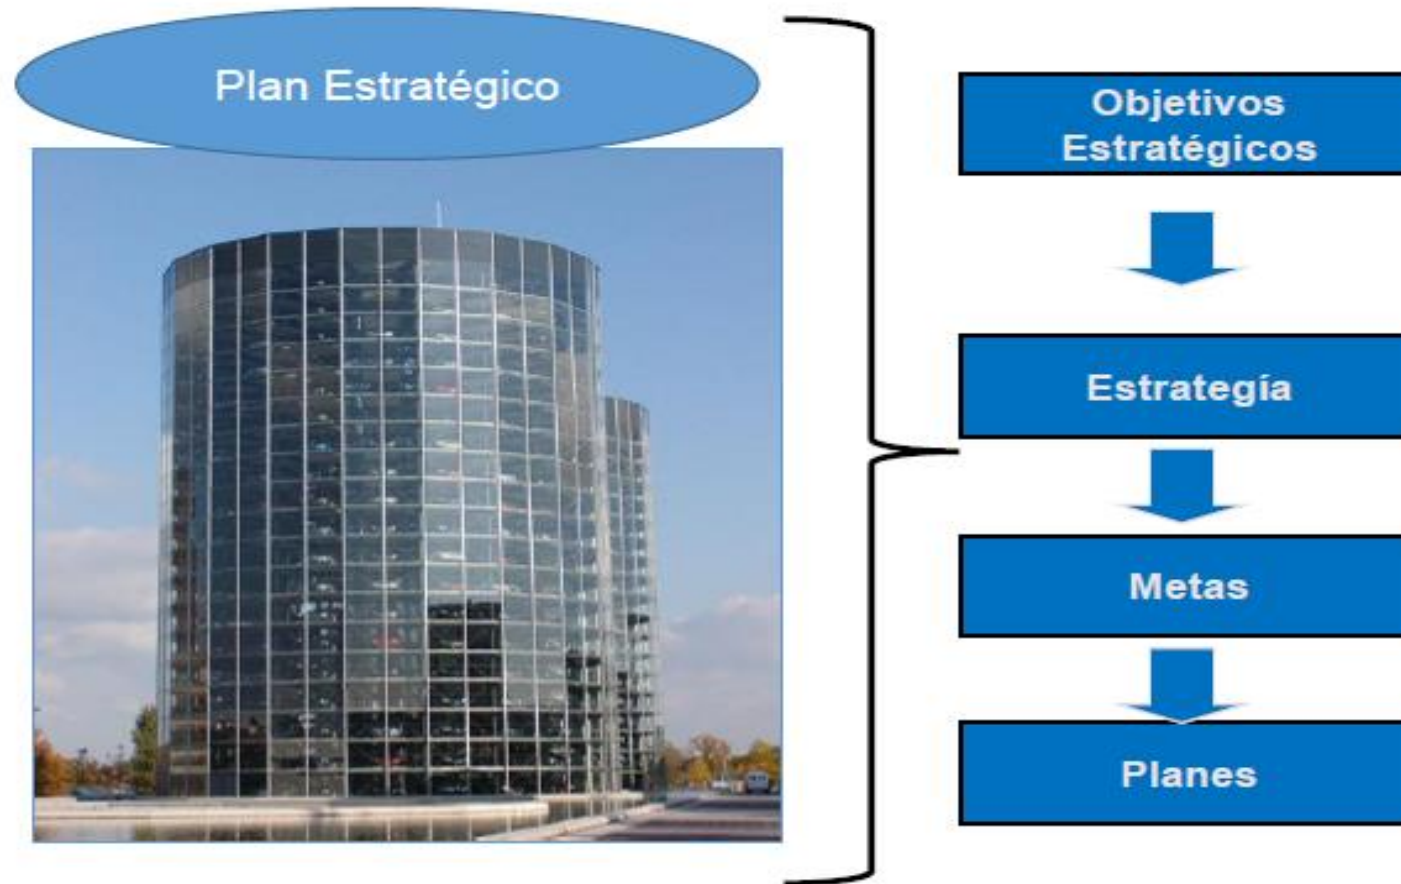 Plan Estratégico
Objetivos
Estratégicos
Estrategía
Metas
Planes